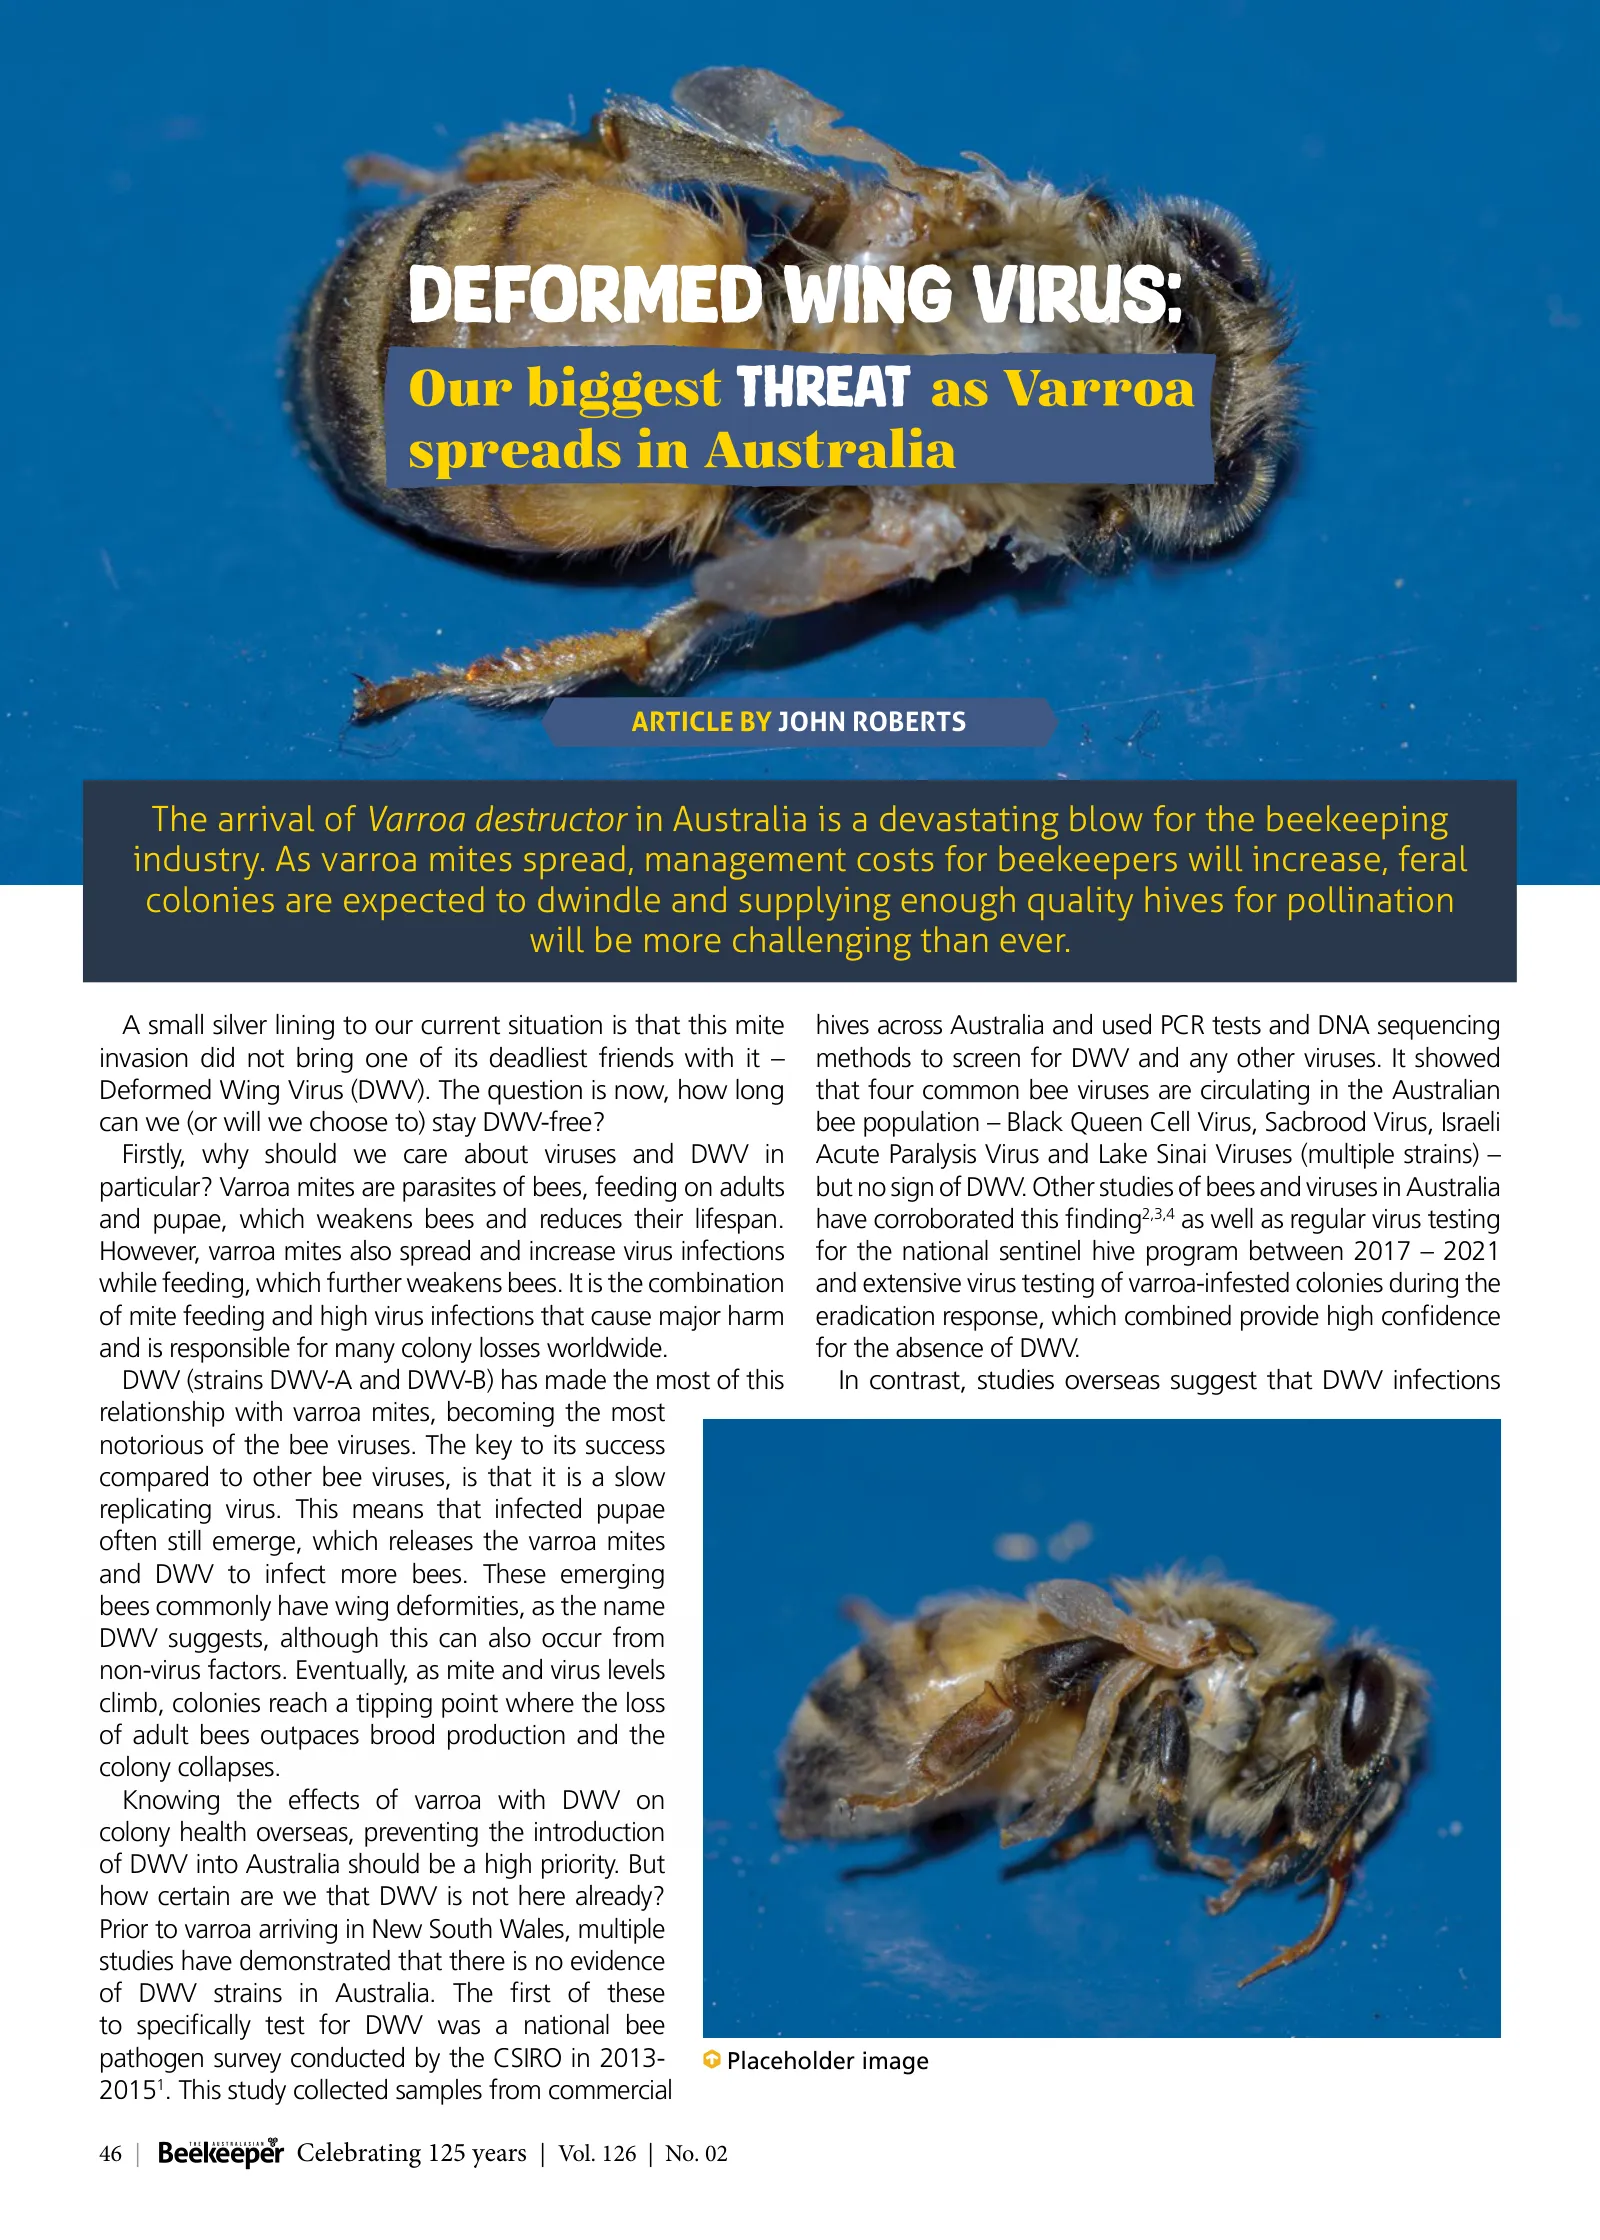 DEFORMED WING VIRUS:
Our biggest THREAT as Varroa
spreads in Australia
ARTICLE BY JOHN ROBERTS
The arrival of Varroa destructor in Australia is a devastating blow for the beekeeping
industry. As varroa mites spread, management costs for beekeepers will increase, feral
colonies are expected to dwindle and supplying enough quality hives for pollination
will be more challenging than ever.
A small silver lining to our current situation is that this mite
invasion did not bring one of its deadliest friends with it –
Deformed Wing Virus (DWV). The question is now, how long
can we (or will we choose to) stay DWV-free?
Firstly, why should we care about viruses and DWV in
particular? Varroa mites are parasites of bees, feeding on adults
and pupae, which weakens bees and reduces their lifespan.
However, varroa mites also spread and increase virus infections
while feeding, which further weakens bees. It is the combination
of mite feeding and high virus infections that cause major harm
and is responsible for many colony losses worldwide.
DWV (strains DWV-A and DWV-B) has made the most of this
relationship with varroa mites, becoming the most
notorious of the bee viruses. The key to its success
compared to other bee viruses, is that it is a slow
replicating virus. This means that infected pupae
often still emerge, which releases the varroa mites
and DWV to infect more bees. These emerging
bees commonly have wing deformities, as the name
DWV suggests, although this can also occur from
non-virus factors. Eventually, as mite and virus levels
climb, colonies reach a tipping point where the loss
of adult bees outpaces brood production and the
colony collapses.
Knowing the effects of varroa with DWV on
colony health overseas, preventing the introduction
of DWV into Australia should be a high priority. But
how certain are we that DWV is not here already?
Prior to varroa arriving in New South Wales, multiple
studies have demonstrated that there is no evidence
of DWV strains in Australia. The first of these
to specifically test for DWV was a national bee
pathogen survey conducted by the CSIRO in 2013-
2015¹. This study collected samples from commercial
hives across Australia and used PCR tests and DNA sequencing
methods to screen for DWV and any other viruses. It showed
that four common bee viruses are circulating in the Australian
bee population – Black Queen Cell Virus, Sacbrood Virus, Israeli
Acute Paralysis Virus and Lake Sinai Viruses (multiple strains) –
but no sign of DWV. Other studies of bees and viruses in Australia
have corroborated this finding²,³,⁴ as well as regular virus testing
for the national sentinel hive program between 2017 – 2021
and extensive virus testing of varroa-infested colonies during the
eradication response, which combined provide high confidence
for the absence of DWV.
In contrast, studies overseas suggest that DWV infections
Placeholder image
46 | THE AUSTRALASIAN Beekeeper Celebrating 125 years | Vol. 126 | No. 02